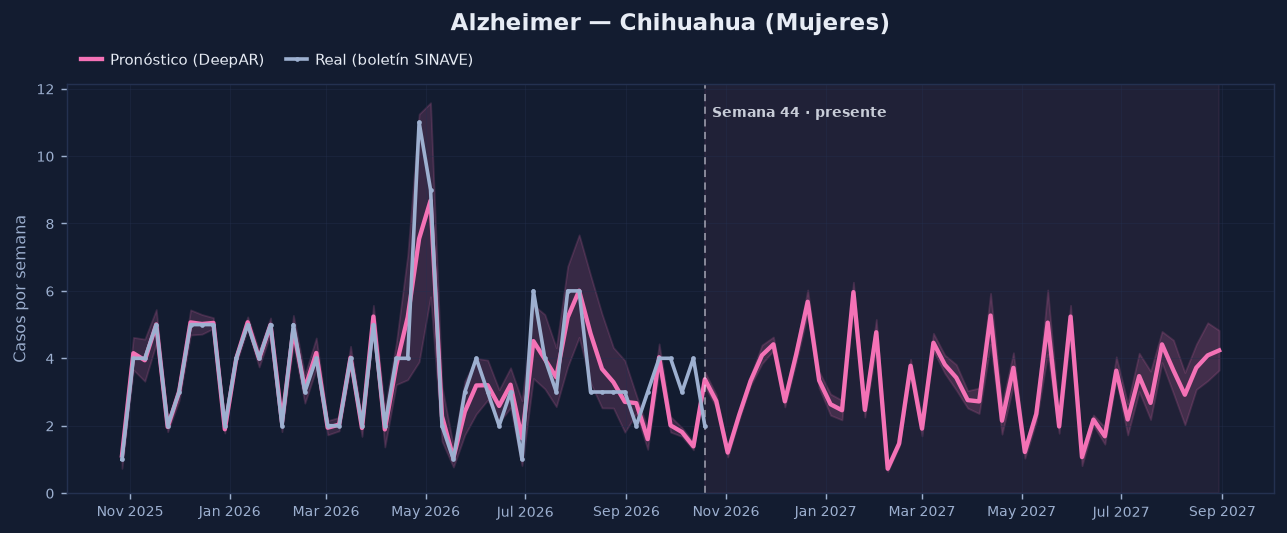 Alzheimer — Chihuahua (Mujeres)
Pronóstico (DeepAR) Real (boletín SINAVE)
Semana 44 · presente
Casos por semana
12
10
8
6
4
2
0
Nov 2025 Jan 2026 Mar 2026 May 2026 Jul 2026 Sep 2026 Nov 2026 Jan 2027 Mar 2027 May 2027 Jul 2027 Sep 2027